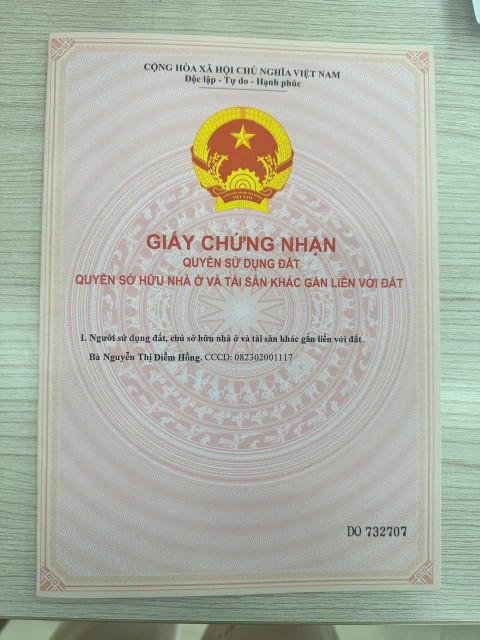 CỘNG HÒA XÃ HỘI CHỦ NGHĨA VIỆT NAM
Độc lập - Tự do - Hạnh phúc
VIỆT NAM
GIẤY CHỨNG NHẬN
QUYỀN SỬ DỤNG ĐẤT
QUYỀN SỞ HỮU NHÀ Ở VÀ TÀI SẢN KHÁC GẮN LIỀN VỚI ĐẤT
I. Người sử dụng đất, chủ sở hữu nhà ở và tài sản khác gắn liền với đất
Bà Nguyễn Thị Diễm Hồng, CCCD: 082302001117
DO 732707